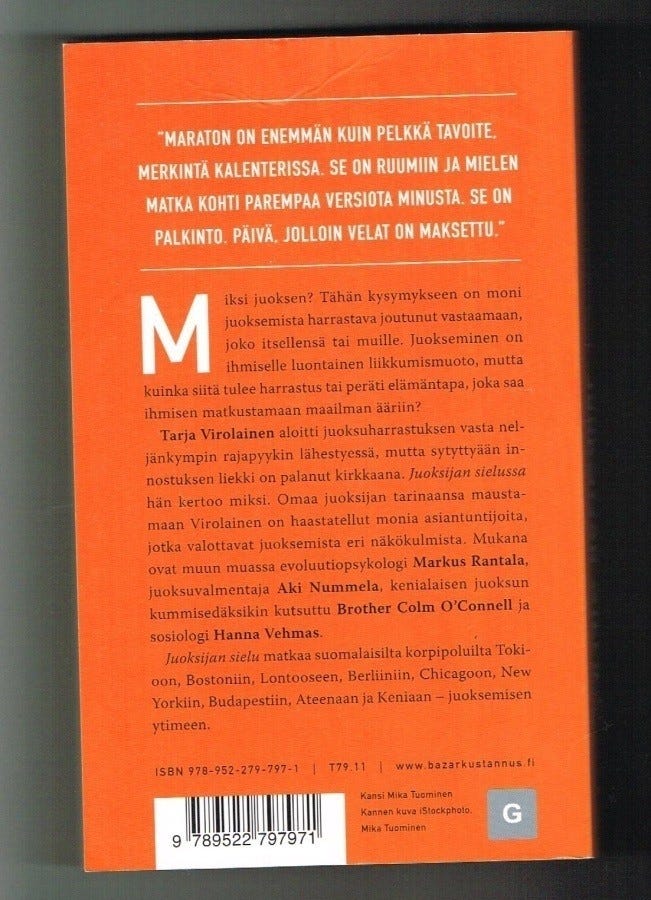 "MARATON ON ENEMMÄN KUIN PELKKÄ TAVOITE,
MERKINTÄ KALENTERISSA. SE ON RUUMIIN JA MIELEN
MATKA KOHTI PAREMPAA VERSIOTA MINUSTA. SE ON
PALKINTO. PÄIVÄ, JOLLOIN VELAT ON MAKSETTU."
Miksi juoksen? Tähän kysymykseen on moni
juoksemista harrastava joutunut vastaamaan,
joko itsellensä tai muille. Juokseminen on
ihmiselle luontainen liikkumismuoto, mutta
kuinka siitä tulee harrastus tai peräti elämäntapa, joka saa
ihmisen matkustamaan maailman ääriin?
Tarja Virolainen aloitti juoksuharrastuksen vasta nel-
jänkympin rajapyykin lähestyessä, mutta sytyttyään in-
nostuksen liekki on palanut kirkkaana. Juoksijan sielussa
hän kertoo miksi. Omaa juoksijan tarinaansa mausta-
maan Virolainen on haastatellut monia asiantuntijoita,
jotka valottavat juoksemista eri näkökulmista. Mukana
ovat muun muassa evoluutiopsykologi Markus Rantala,
juoksuvalmentaja Aki Nummela, kenialaisen juoksun
kummisedäksikin kutsuttu Brother Colm O'Connell ja
sosiologi Hanna Vehmas.
Juoksijan sielu matkaa suomalaisilta korpipoluilta Toki-
oon, Bostoniin, Lontooseen, Berliiniin, Chicagoon, New
Yorkiin, Budapestiin, Ateenaan ja Keniaan – juoksemisen
ytimeen.
ISBN 978-952-279-797-1 | T79.11 | www.bazarkustannus.fi
Kansi Mika Tuominen
Kannen kuva iStockphoto,
Mika Tuominen
G
9 789522 797971